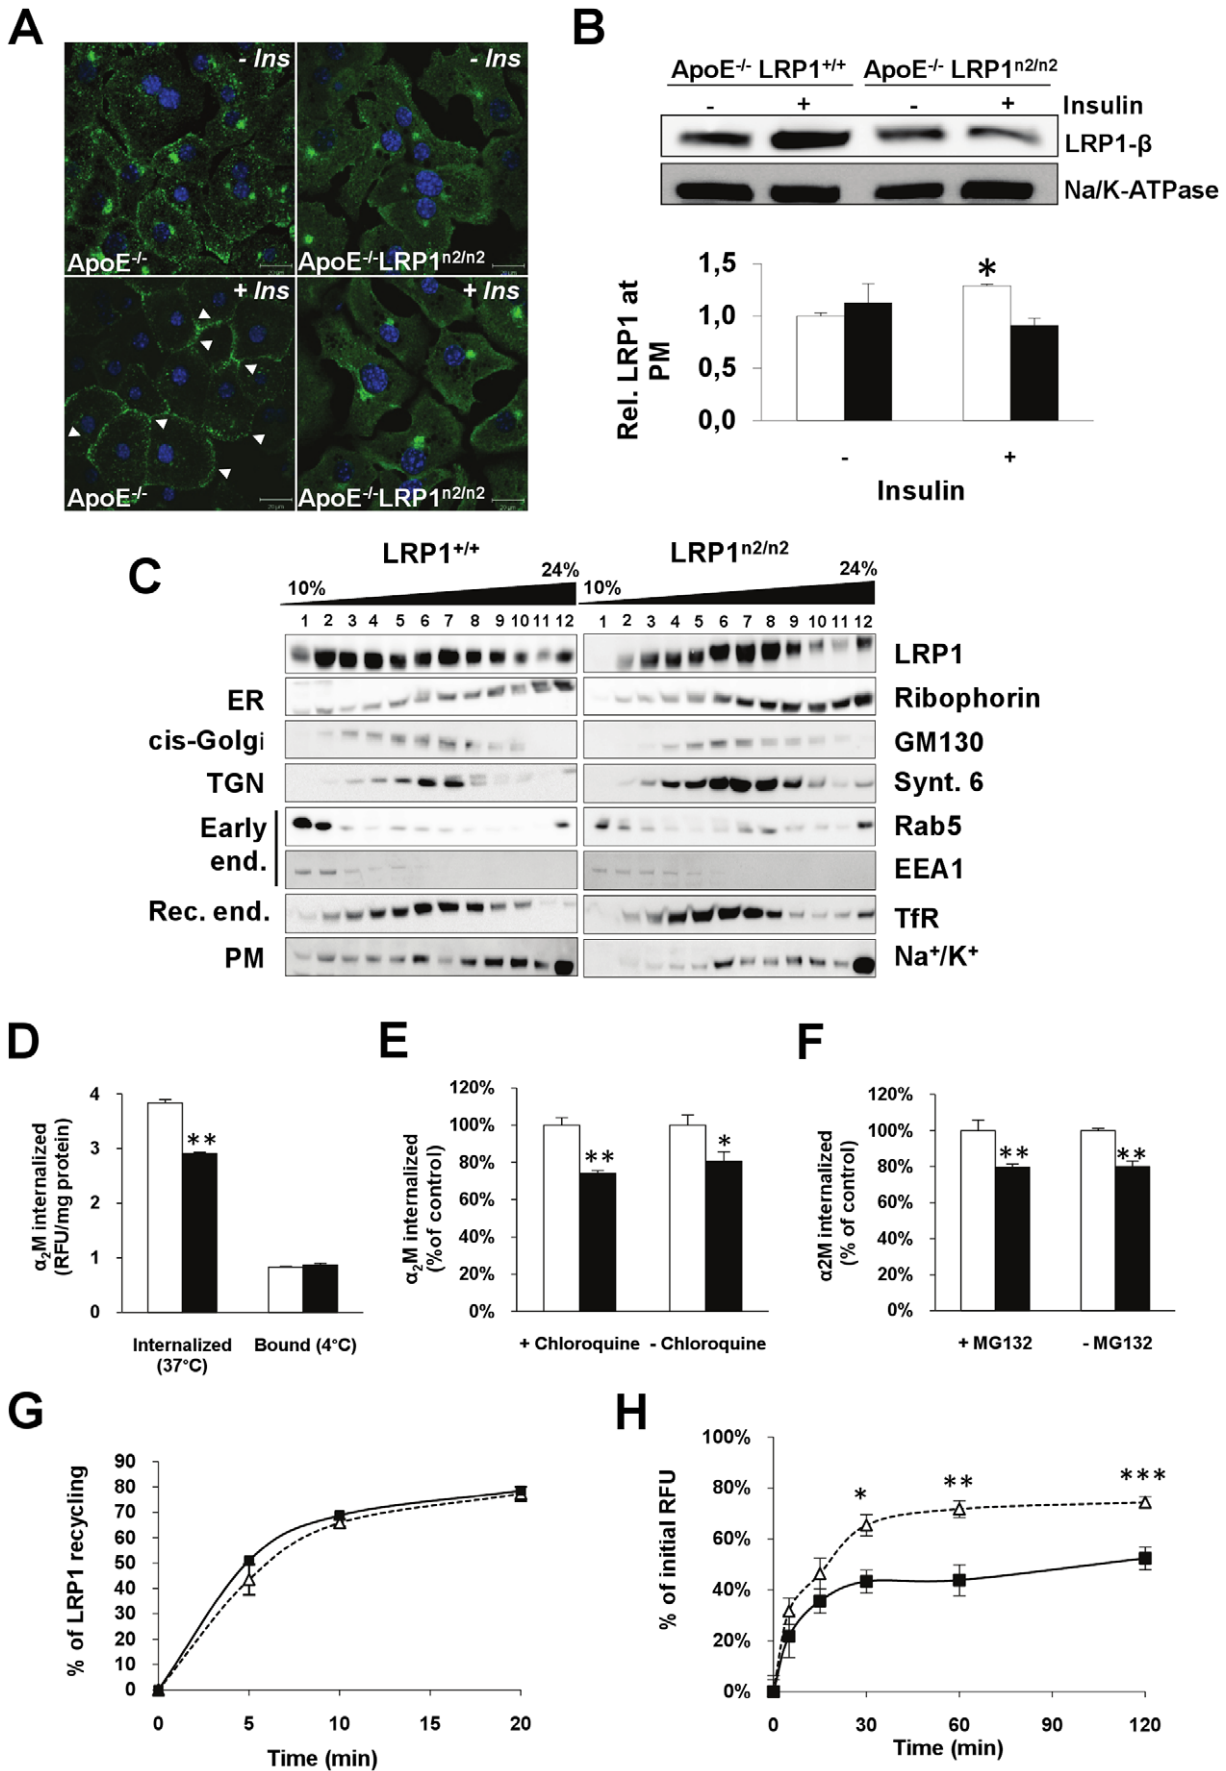 A
- Ins
- Ins
ApoE-/-
ApoE-/-LRP1n2/n2
+ Ins
+ Ins
ApoE-/-
ApoE-/-LRP1n2/n2
B
ApoE-/- LRP1+/+ ApoE-/- LRP1n2/n2
- + - + Insulin
LRP1-β
Na/K-ATPase
Rel. LRP1 at
PM
1,5
1,0
0,5
0,0
*
- +
Insulin
C
LRP1+/+ LRP1n2/n2
10% 24% 10% 24%
1 2 3 4 5 6 7 8 9 10 11 12 1 2 3 4 5 6 7 8 9 10 11 12
LRP1
ER Ribophorin
cis-Golgi GM130
TGN Synt. 6
Early Rab5
end. EEA1
Rec. end. TfR
PM Na+/K+
D
α2M internalized
(RFU/mg protein)
4
3
2
1
0
**
Internalized Bound (4°C)
(37°C)
E
α2M internalized
(%of control)
120%
100%
80%
60%
40%
20%
0%
** *
+ Chloroquine - Chloroquine
F
α2M internalized
(% of control)
120%
100%
80%
60%
40%
20%
0%
** **
+ MG132 - MG132
G
% of LRP1 recycling
90
80
70
60
50
40
30
20
10
0
0 5 10 15 20
Time (min)
H
% of initial RFU
100%
80%
60%
40%
20%
0%
* ** ***
0 30 60 90 120
Time (min)